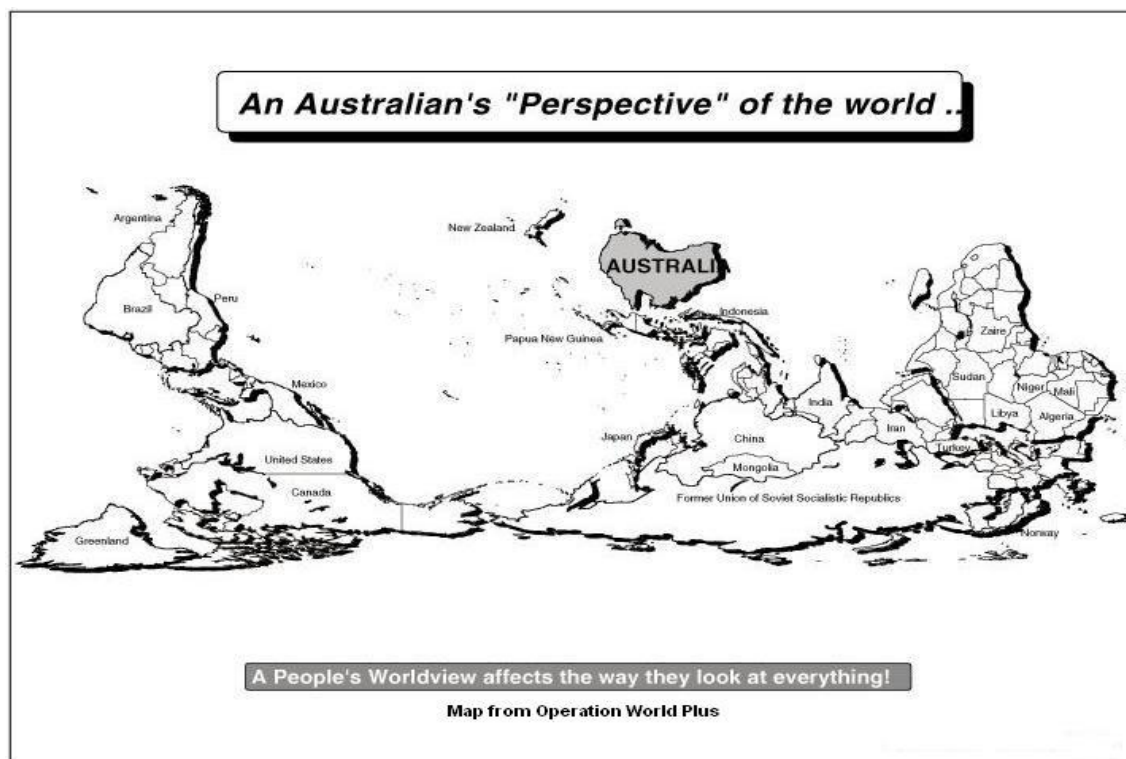 An Australian's "Perspective" of the world ..
Argentina
New Zealand
AUSTRALIA
Peru
Brazil
Indonesia
Papua New Guinea
Zaire
Mexico
Sudan
Niger
Mali
India
Libya
Algeria
Iran
Japan
China
Turkey
United States
Mongolia
Canada
Former Union of Soviet Socialistic Republics
Greenland
Norway
A People's Worldview affects the way they look at everything!
Map from Operation World Plus